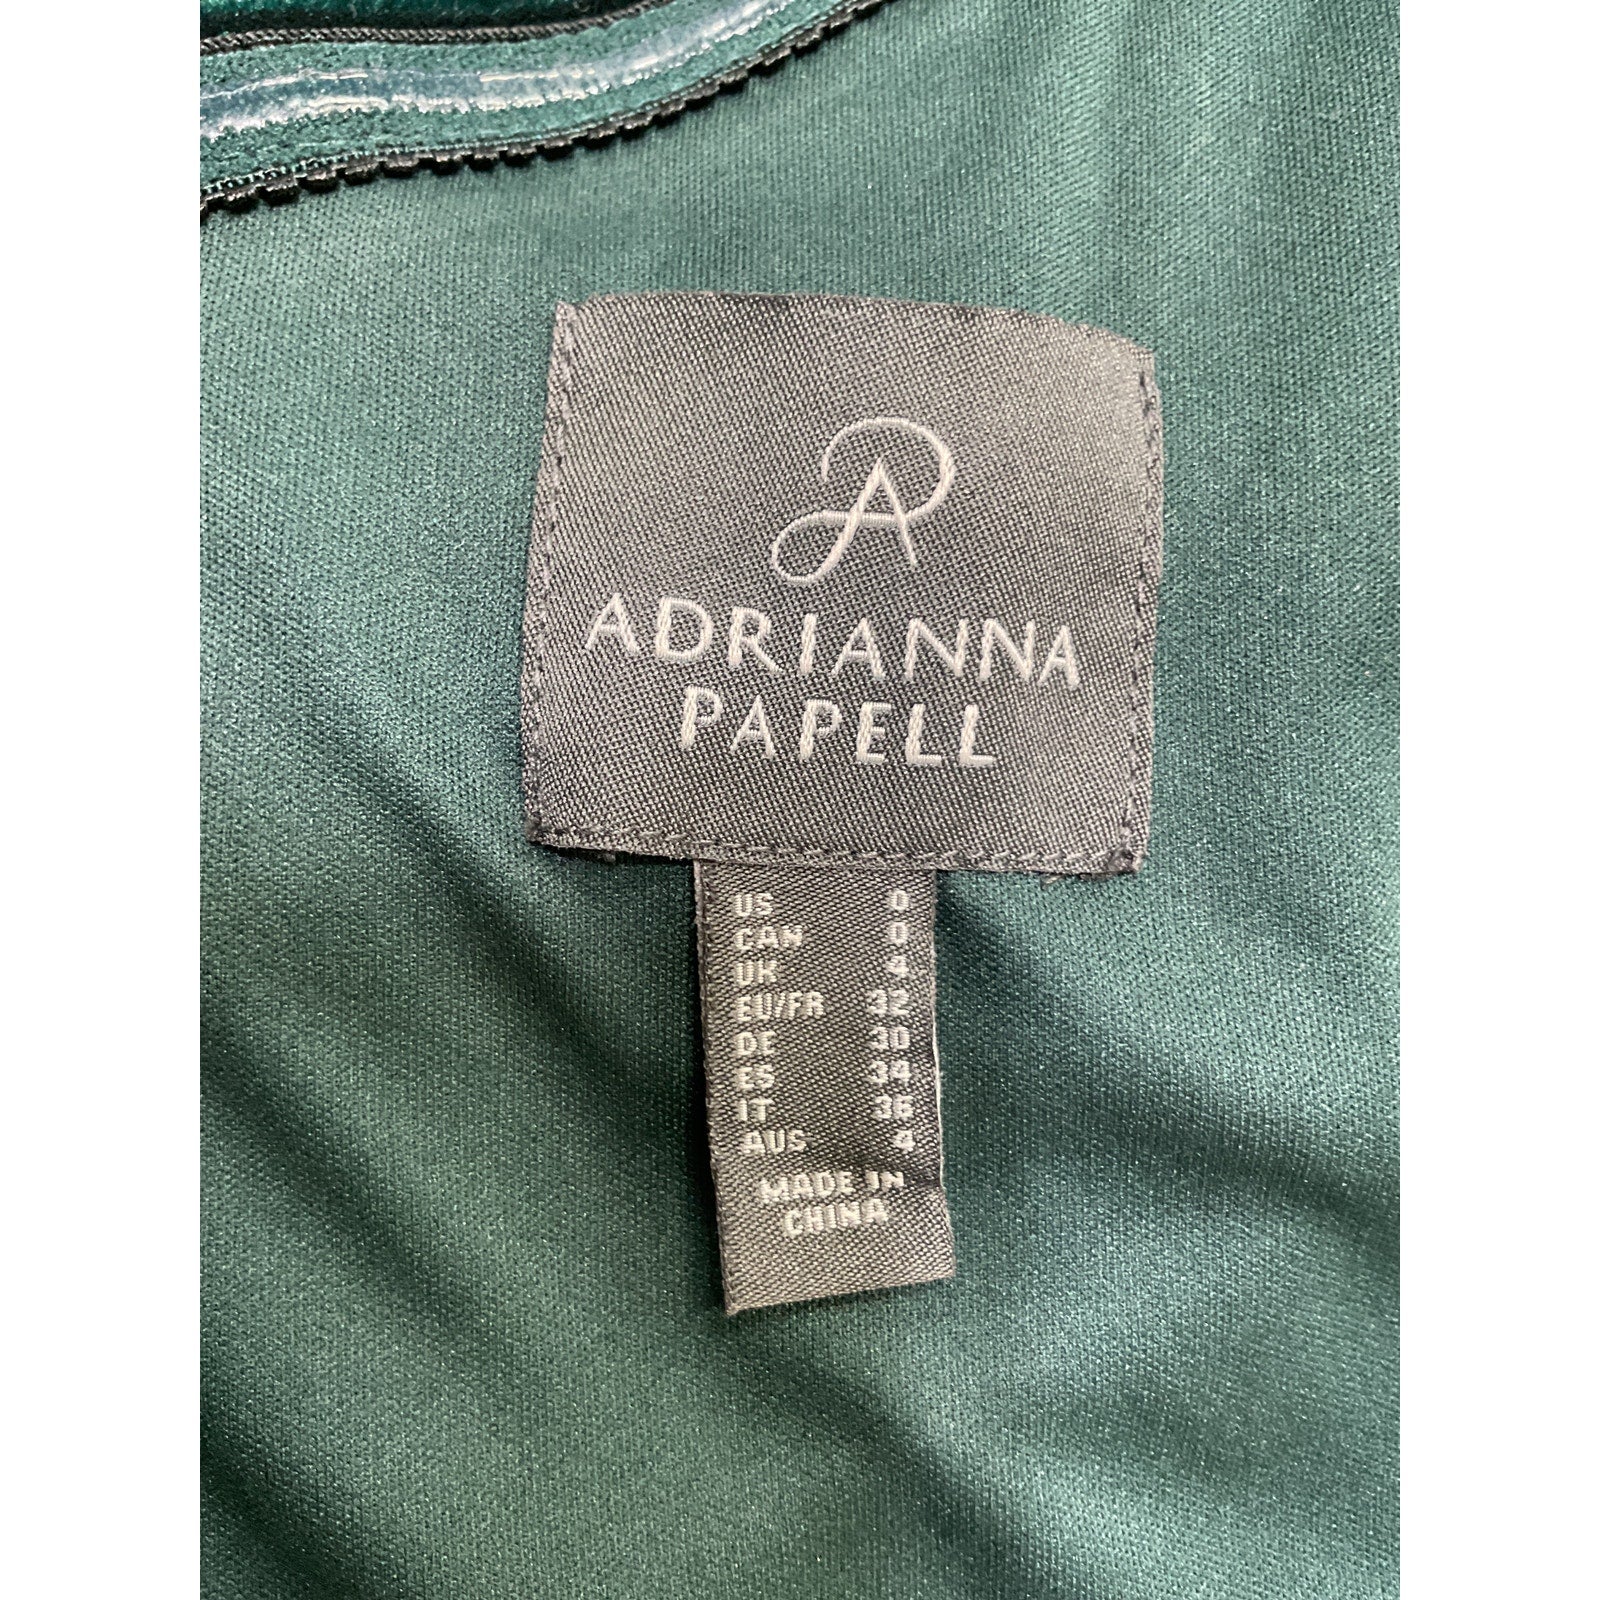 AP
ADRIANNA
PAPELL
US 0
CAN 0
UK 4
EU/FR 32
DE 30
ES 34
IT 36
AUS 4
MADE IN
CHINA